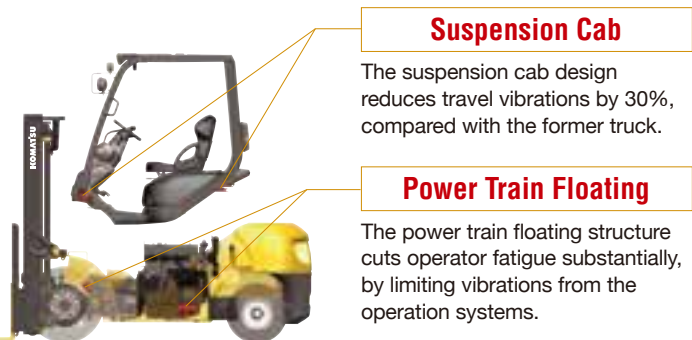 Suspension Cab
The suspension cab design
reduces travel vibrations by 30%,
compared with the former truck.
KOMATSU
Power Train Floating
The power train floating structure
cuts operator fatigue substantially,
by limiting vibrations from the
operation systems.